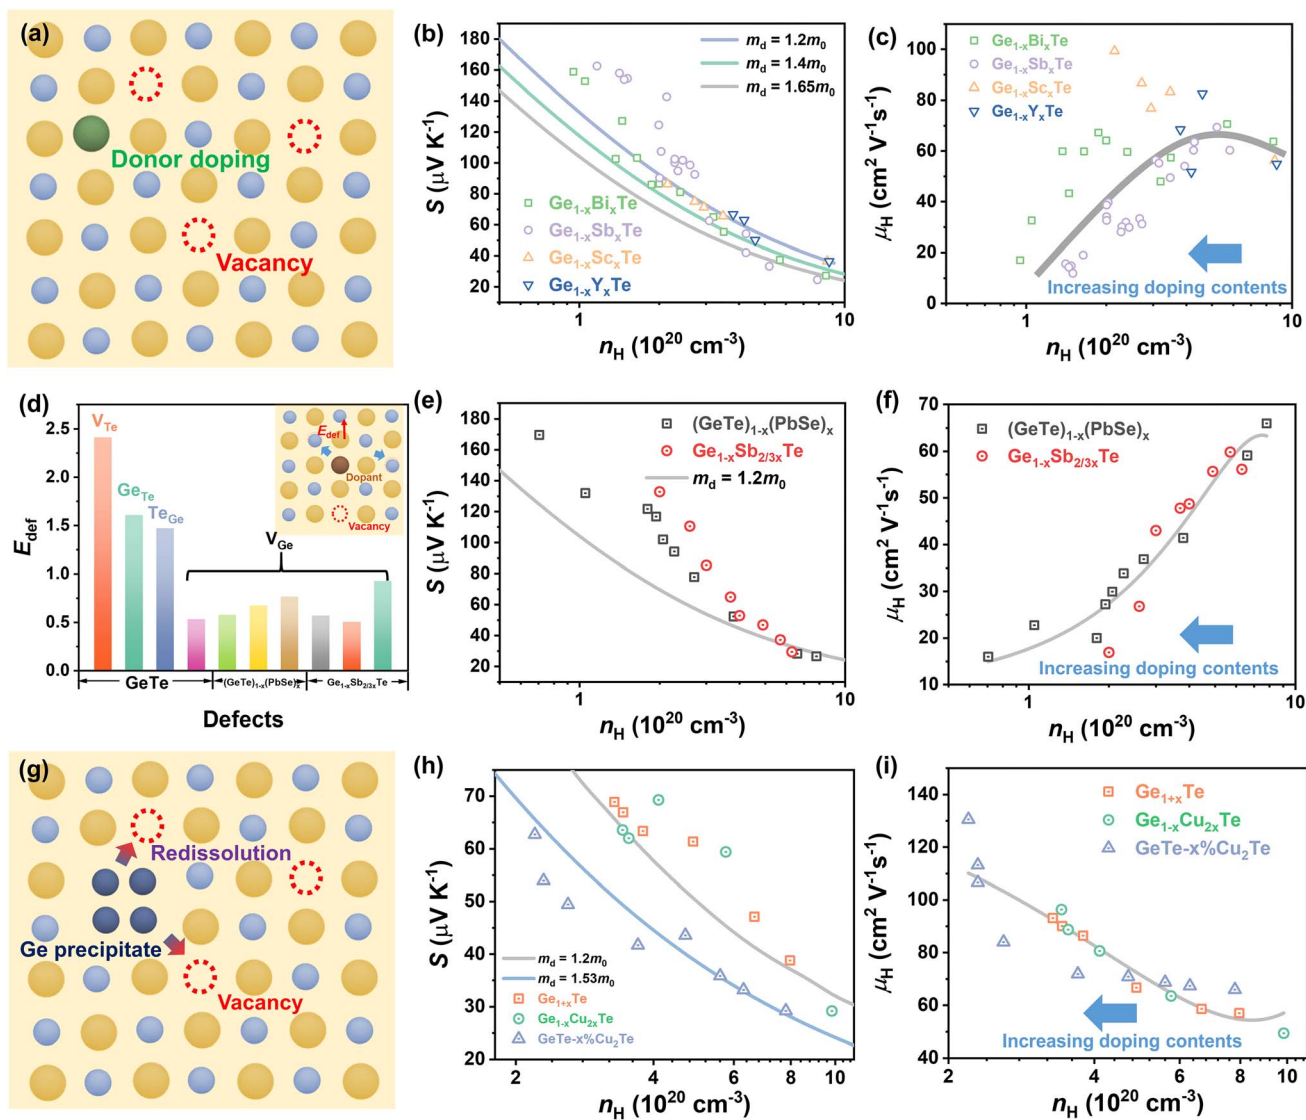 (a)
Donor doping
Vacancy
(b)
S (μV K⁻¹)
180
160
140
120
100
80
60
40
20
m_d = 1.2m₀
m_d = 1.4m₀
m_d = 1.65m₀
Ge₁₋ₓBiₓTe
Ge₁₋ₓSbₓTe
Ge₁₋ₓScₓTe
Ge₁₋ₓYₓTe
1
10
n_H (10²⁰ cm⁻³)
(c)
μ_H (cm² V⁻¹s⁻¹)
100
80
60
40
20
0
Ge₁₋ₓBiₓTe
Ge₁₋ₓSbₓTe
Ge₁₋ₓScₓTe
Ge₁₋ₓYₓTe
Increasing doping contents
1
10
n_H (10²⁰ cm⁻³)
(d)
E_def
2.5
2.0
1.5
1.0
0.5
0.0
V_Te
Ge_Te
Te_Ge
V_Ge
E_def
Dopant
Vacancy
GeTe
(GeTe)₁₋ₓ(PbSe)ₓ
Ge₁₋ₓSb₂/₃ₓTe
Defects
(e)
S (μV K⁻¹)
180
160
140
120
100
80
60
40
20
(GeTe)₁₋ₓ(PbSe)ₓ
Ge₁₋ₓSb₂/₃ₓTe
m_d = 1.2m₀
1
10
n_H (10²⁰ cm⁻³)
(f)
μ_H (cm² V⁻¹s⁻¹)
70
60
50
40
30
20
10
(GeTe)₁₋ₓ(PbSe)ₓ
Ge₁₋ₓSb₂/₃ₓTe
Increasing doping contents
1
10
n_H (10²⁰ cm⁻³)
(g)
Redissolution
Ge precipitate
Vacancy
(h)
S (μV K⁻¹)
70
60
50
40
30
20
m_d = 1.2m₀
m_d = 1.53m₀
Ge₁₊ₓTe
Ge₁₋ₓCu₂ₓTe
GeTe-x%Cu₂Te
2
4
6
8
10
n_H (10²⁰ cm⁻³)
(i)
μ_H (cm² V⁻¹s⁻¹)
140
120
100
80
60
40
Ge₁₊ₓTe
Ge₁₋ₓCu₂ₓTe
GeTe-x%Cu₂Te
Increasing doping contents
2
4
6
8
10
n_H (10²⁰ cm⁻³)